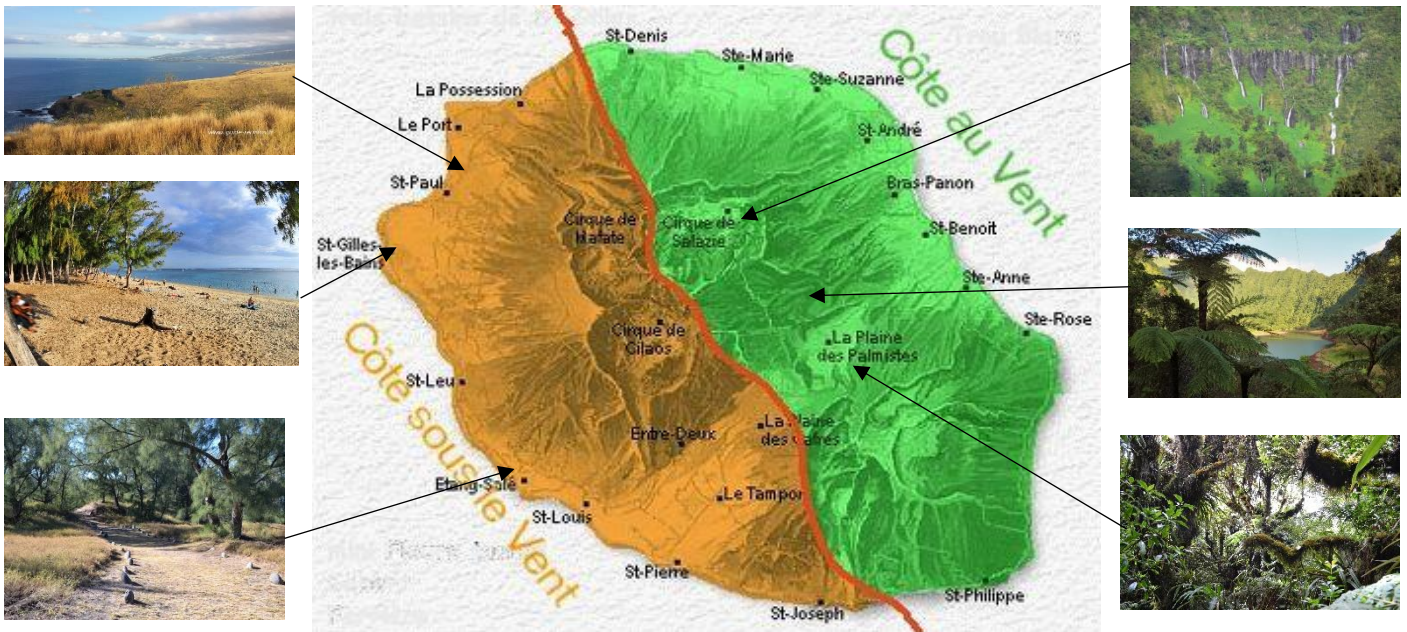 St-Denis
Ste-Marie
Ste-Suzanne
Côte au Vent
La Possession
Le Port
St-André
St-Paul
Bras-Panon
Cirque de
Mafate
Cirque de
Salazie
St-Gilles-
les-Bains
St-Benoit
Ste-Anne
Ste-Rose
Cirque de
Cilaos
La Plaine
des Palmistes
Côte sous le Vent
St-Leu
La Plaine
des Cafres
Entre-Deux
Etang-Salé
Le Tampon
St-Louis
St-Pierre
St-Joseph
St-Philippe